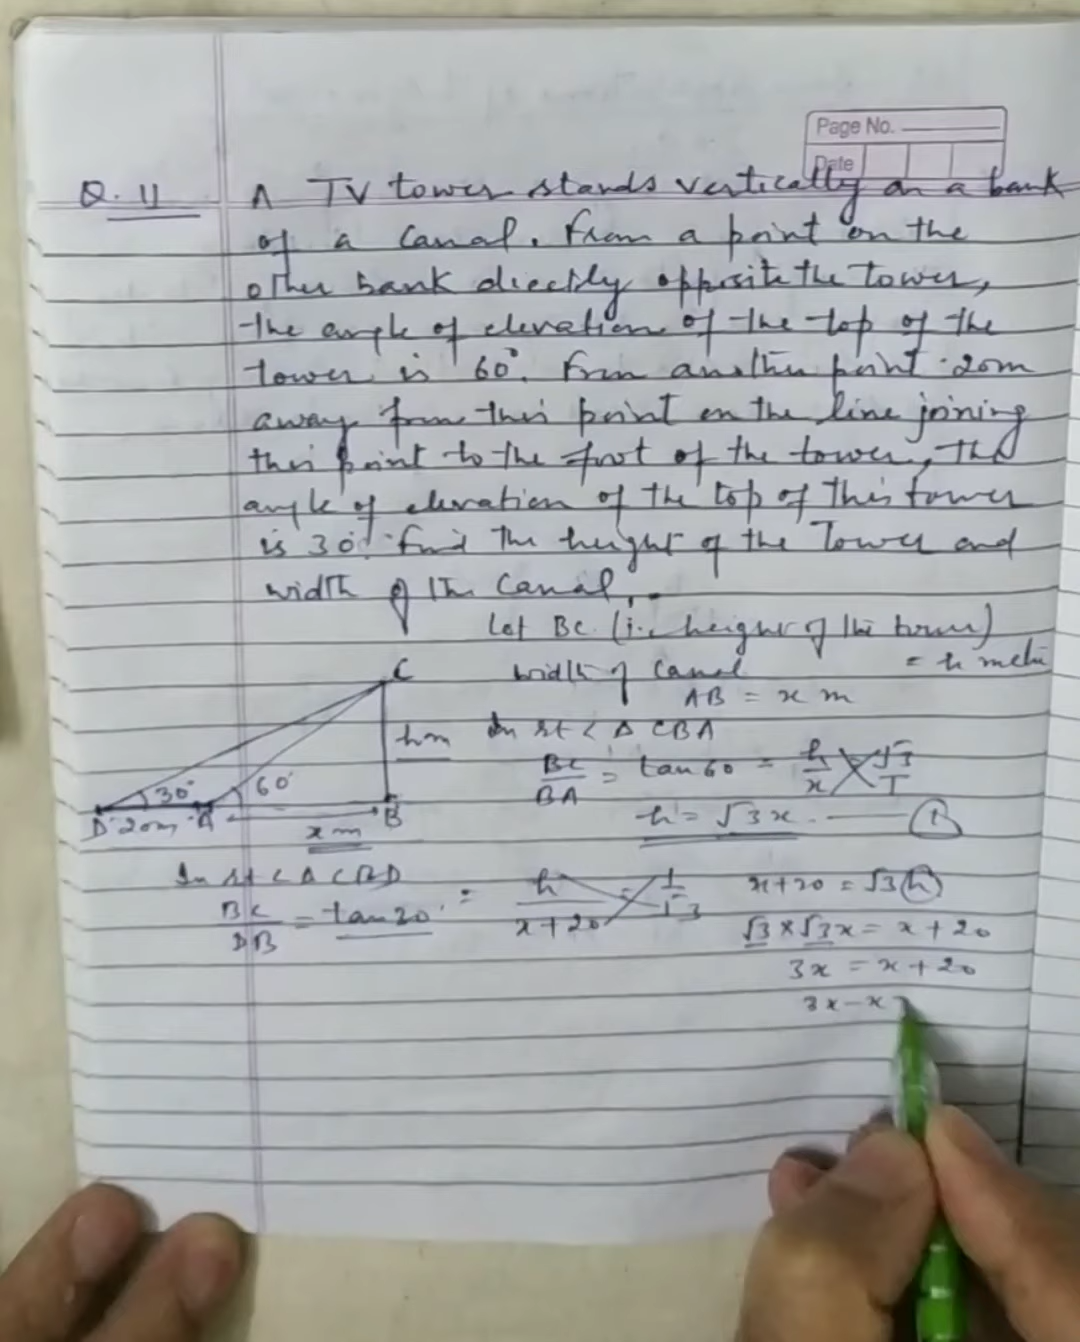 Page No.
Date
Q. 11 A TV tower stands vertically on a bank
of a canal. From a point on the
other bank directly opposite the tower,
the angle of elevation of the top of the
tower is 60°. From another point 20m
away from this point on the line joining
this point to the foot of the tower, the
angle of elevation of the top of this tower
is 30°. Find the height of the Tower and
width of the Canal.
Let BC (i.e height of the tower)
= h metre
width of Canal
AB = x m
C
hm
30°
60°
D 20m A
x m
B
In rt < Δ CBA
BC/BA = tan 60 = h/x = √3/1
h = √3x. ——— (1)
In rt < Δ CBD
BC/DB = tan 30° = h/x+20 = 1/√3
x+20 = √3(h)
√3 × √3x = x + 20
3x = x + 20
3x - x